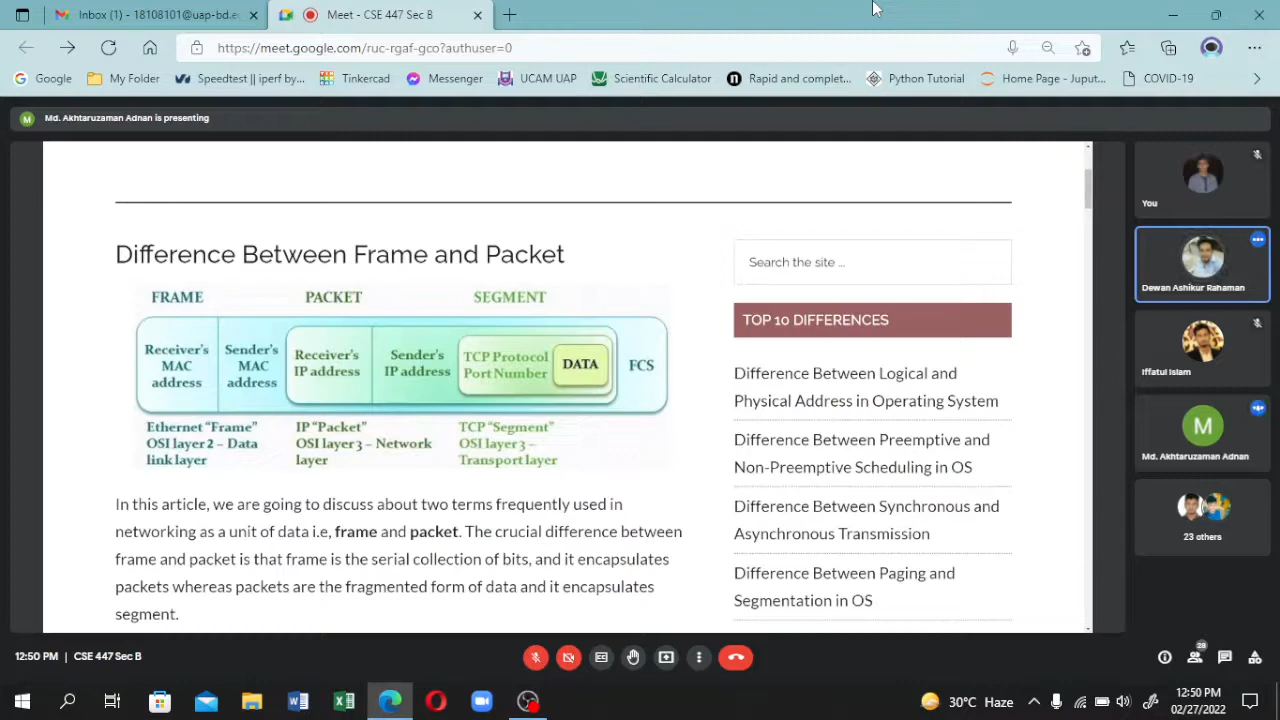 Inbox (1) - 18108101@uap-bd.e
Meet - CSE 447 Sec B
https://meet.google.com/ruc-rgaf-gco?authuser=0
Google
My Folder
Speedtest || iperf by...
Tinkercad
Messenger
UCAM UAP
Scientific Calculator
Rapid and complet...
Python Tutorial
Home Page - Juput...
COVID-19
M
Md. Akhtaruzaman Adnan is presenting
Difference Between Frame and Packet
FRAME
PACKET
SEGMENT
Receiver's
MAC
address
Sender's
MAC
address
Receiver's
IP address
Sender's
IP address
TCP Protocol
Port Number
DATA
FCS
Ethernet "Frame"
OSI layer 2 – Data
link layer
IP "Packet"
OSI layer 3 – Network
layer
TCP "Segment"
OSI layer 3 –
Transport layer
In this article, we are going to discuss about two terms frequently used in
networking as a unit of data i.e, frame and packet. The crucial difference between
frame and packet is that frame is the serial collection of bits, and it encapsulates
packets whereas packets are the fragmented form of data and it encapsulates
segment.
Search the site ...
TOP 10 DIFFERENCES
Difference Between Logical and
Physical Address in Operating System
Difference Between Preemptive and
Non-Preemptive Scheduling in OS
Difference Between Synchronous and
Asynchronous Transmission
Difference Between Paging and
Segmentation in OS
You
Dewan Ashikur Rahaman
Iffatul Islam
M
Md. Akhtaruzaman Adnan
23 others
12:50 PM | CSE 447 Sec B
28
30°C Haze
12:50 PM
02/27/2022